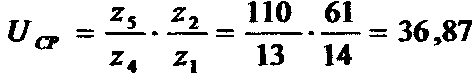 U_CP = z_5/z_4 · z_2/z_1 = 110/13 · 61/14 = 36,87